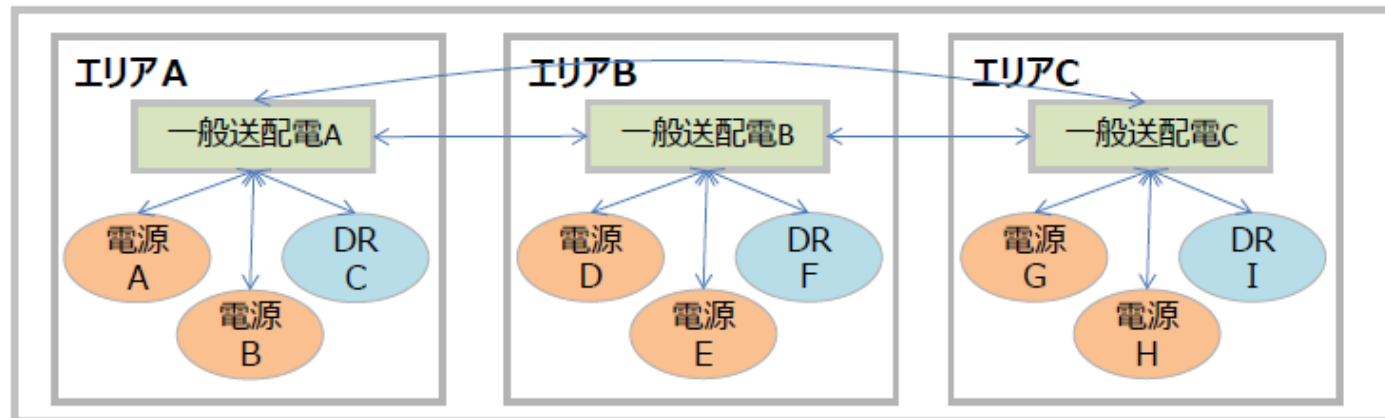 エリアA
エリアB
エリアC
一般送配電A
一般送配電B
一般送配電C
電源
A
DR
C
電源
B
電源
D
DR
F
電源
E
電源
G
DR
I
電源
H